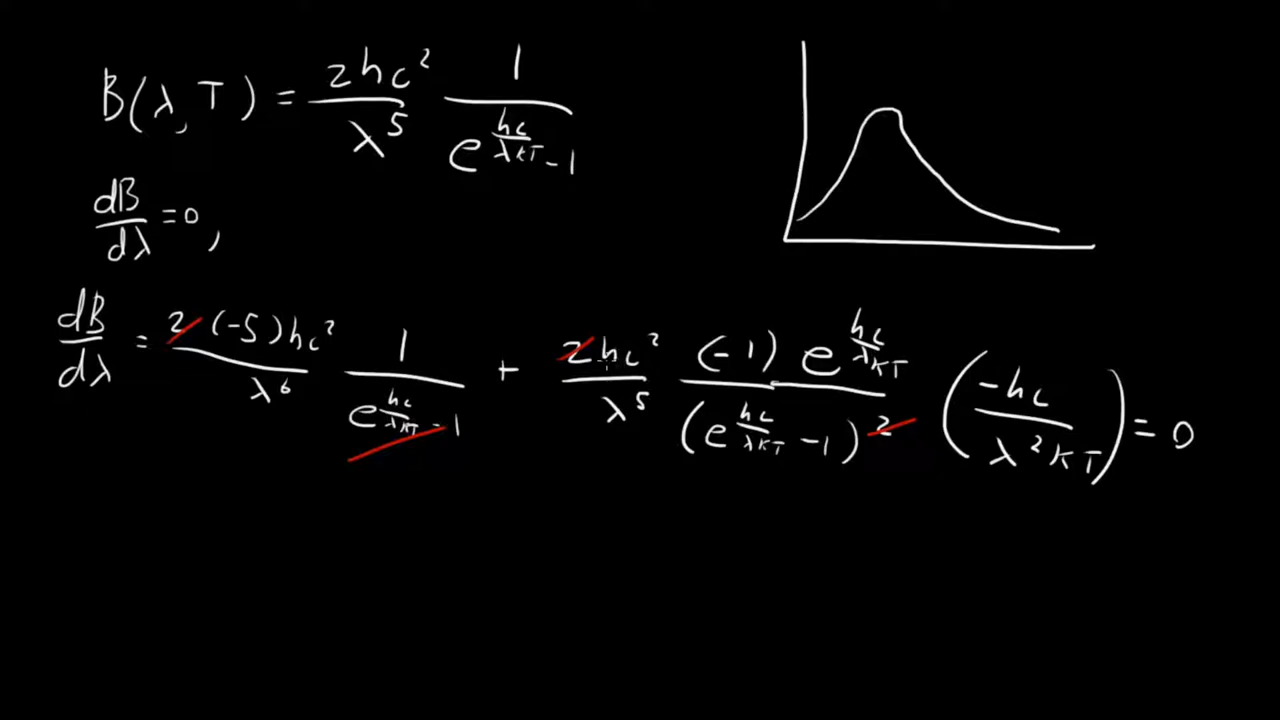 B(λ, T) = 2hc² / λ⁵ 1 / (e^(hc/λKT) - 1)
dB/dλ = 0,
dB/dλ = 2(-5)hc² / λ⁶ 1 / (e^(hc/λKT) - 1) + 2hc² / λ⁵ (-1) e^(hc/λKT) / (e^(hc/λKT) - 1)² (-hc / λ²KT) = 0